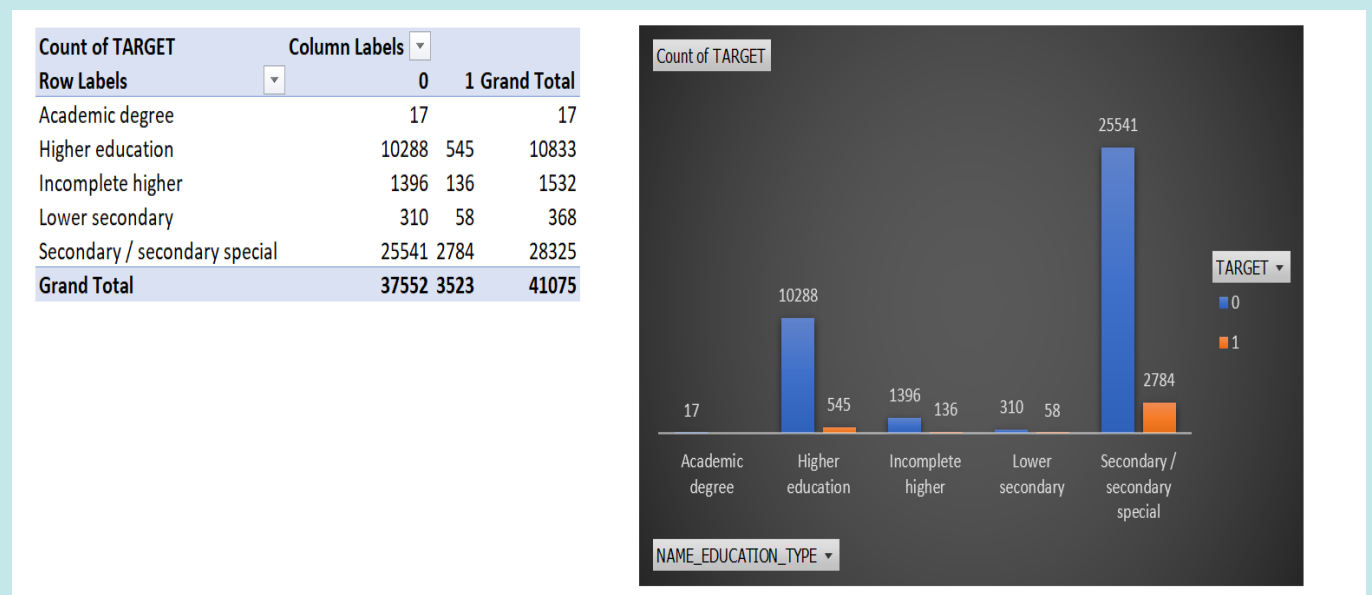 Count of TARGET Column Labels
Row Labels 0 1 Grand Total
Academic degree 17 17
Higher education 10288 545 10833
Incomplete higher 1396 136 1532
Lower secondary 310 58 368
Secondary / secondary special 25541 2784 28325
Grand Total 37552 3523 41075
Count of TARGET
25541
10288
2784
1396
545
136
310
58
17
TARGET
0
1
Academic degree
Higher education
Incomplete higher
Lower secondary
Secondary / secondary special
NAME_EDUCATION_TYPE